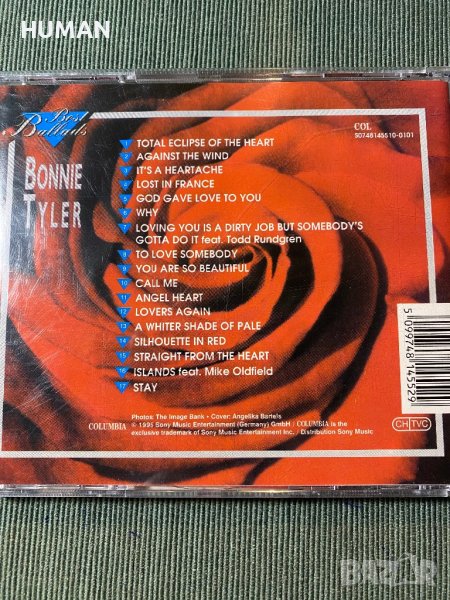 HUMAN
Best
Ballads
BONNIE
TYLER
COL
50748145510-0101
1 TOTAL ECLIPSE OF THE HEART
2 AGAINST THE WIND
3 IT'S A HEARTACHE
4 LOST IN FRANCE
5 GOD GAVE LOVE TO YOU
6 WHY
7 LOVING YOU IS A DIRTY JOB BUT SOMEBODY'S
GOTTA DO IT feat. Todd Rundgren
8 TO LOVE SOMEBODY
9 YOU ARE SO BEAUTIFUL
10 CALL ME
11 ANGEL HEART
12 LOVERS AGAIN
13 A WHITER SHADE OF PALE
14 SILHOUETTE IN RED
15 STRAIGHT FROM THE HEART
16 ISLANDS feat. Mike Oldfield
17 STAY
5099748145529
Photos: The Image Bank • Cover: Angelika Bartels
COLUMBIA ℗ 1995 Sony Music Entertainment (Germany) GmbH / COLUMBIA is the
exclusive trademark of Sony Music Entertainment Inc. / Distribution Sony Music
CH TVC
BAZAR